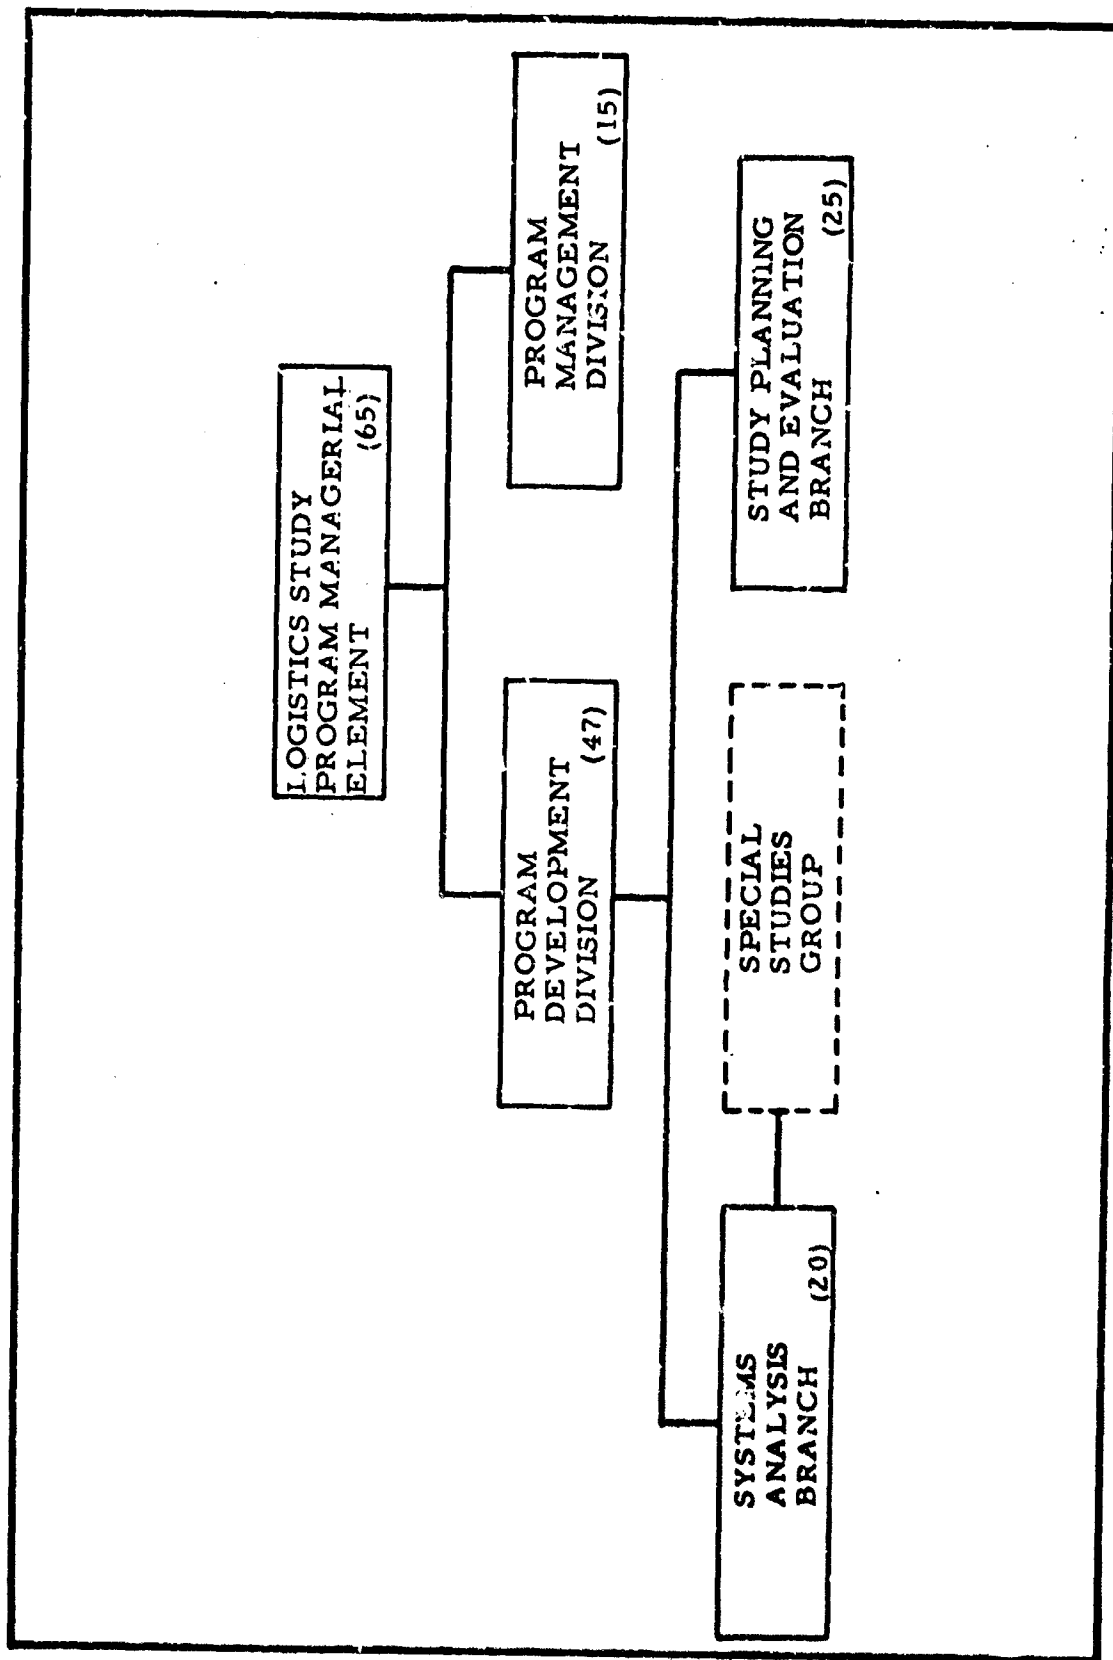 LOGISTICS STUDY
PROGRAM MANAGERIAL
ELEMENT (65)
PROGRAM
DEVELOPMENT
DIVISION (47)
PROGRAM
MANAGEMENT
DIVISION (15)
SYSTEMS
ANALYSIS
BRANCH (20)
SPECIAL
STUDIES
GROUP
STUDY PLANNING
AND EVALUATION
BRANCH (25)